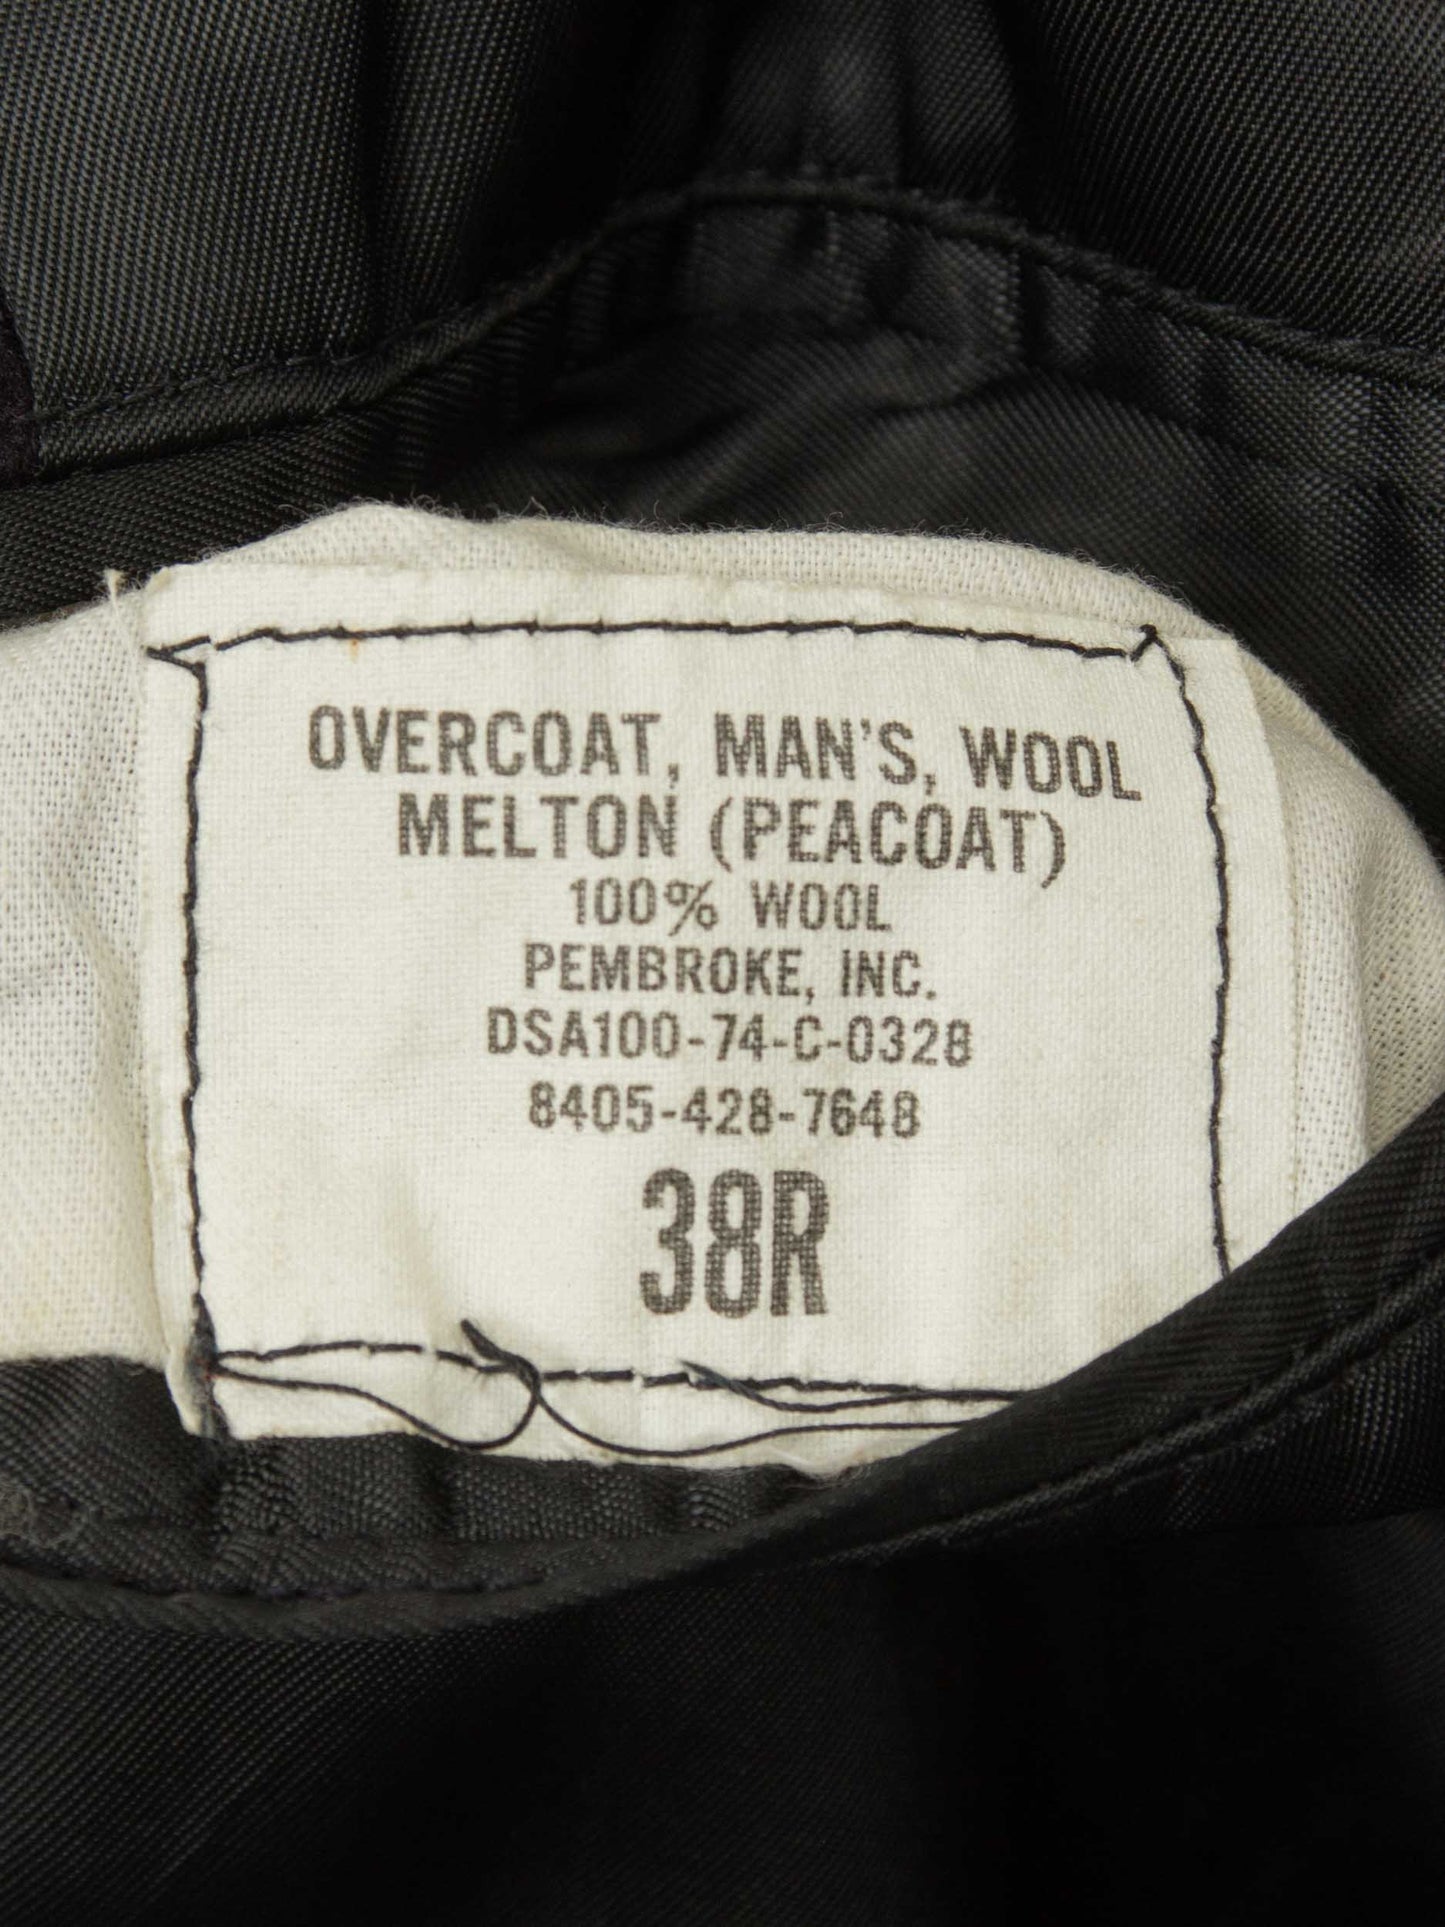 OVERCOAT, MAN'S, WOOL
MELTON (PEACOAT)
100% WOOL
PEMBROKE, INC.
DSA100-74-C-0328
8405-428-7648
38R